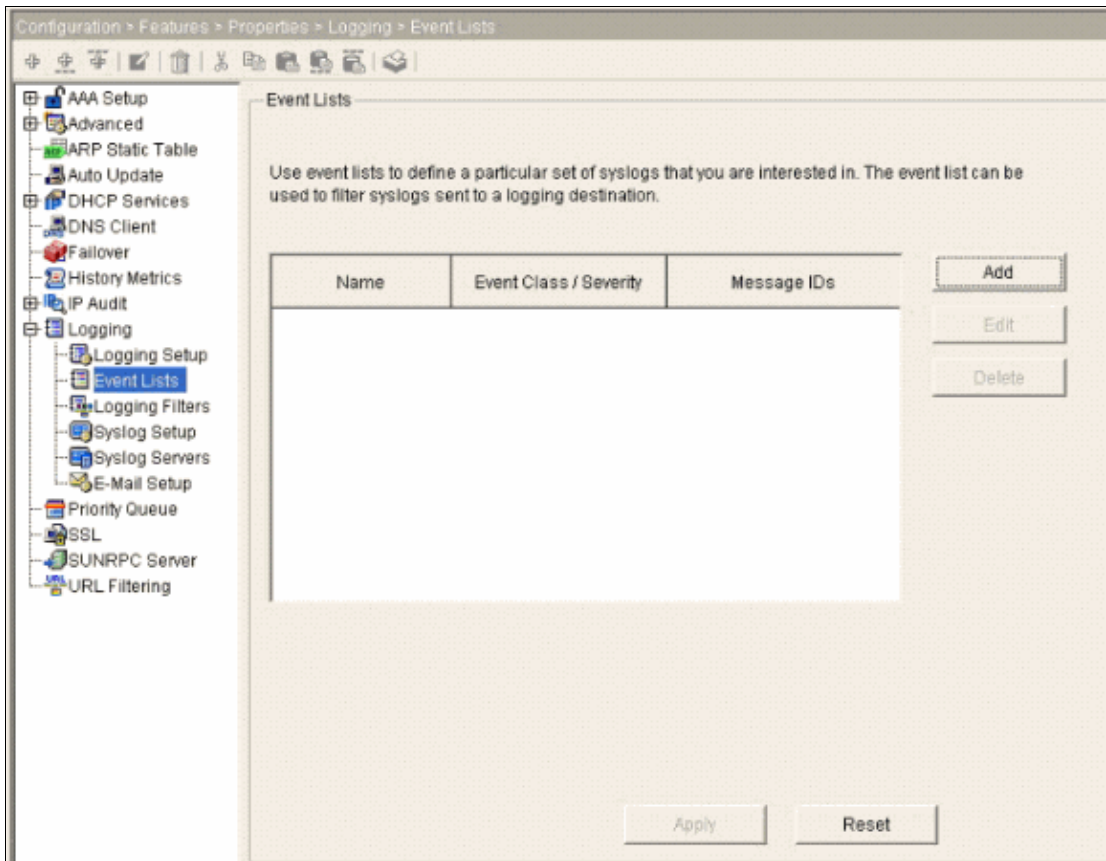 Configuration > Features > Properties > Logging > Event Lists
AAA Setup
Advanced
ARP Static Table
Auto Update
DHCP Services
DNS Client
Failover
History Metrics
IP Audit
Logging
Logging Setup
Event Lists
Logging Filters
Syslog Setup
Syslog Servers
E-Mail Setup
Priority Queue
SSL
SUNRPC Server
URL Filtering
Event Lists
Use event lists to define a particular set of syslogs that you are interested in. The event list can be
used to filter syslogs sent to a logging destination.
Name
Event Class / Severity
Message IDs
Add
Edit
Delete
Apply
Reset